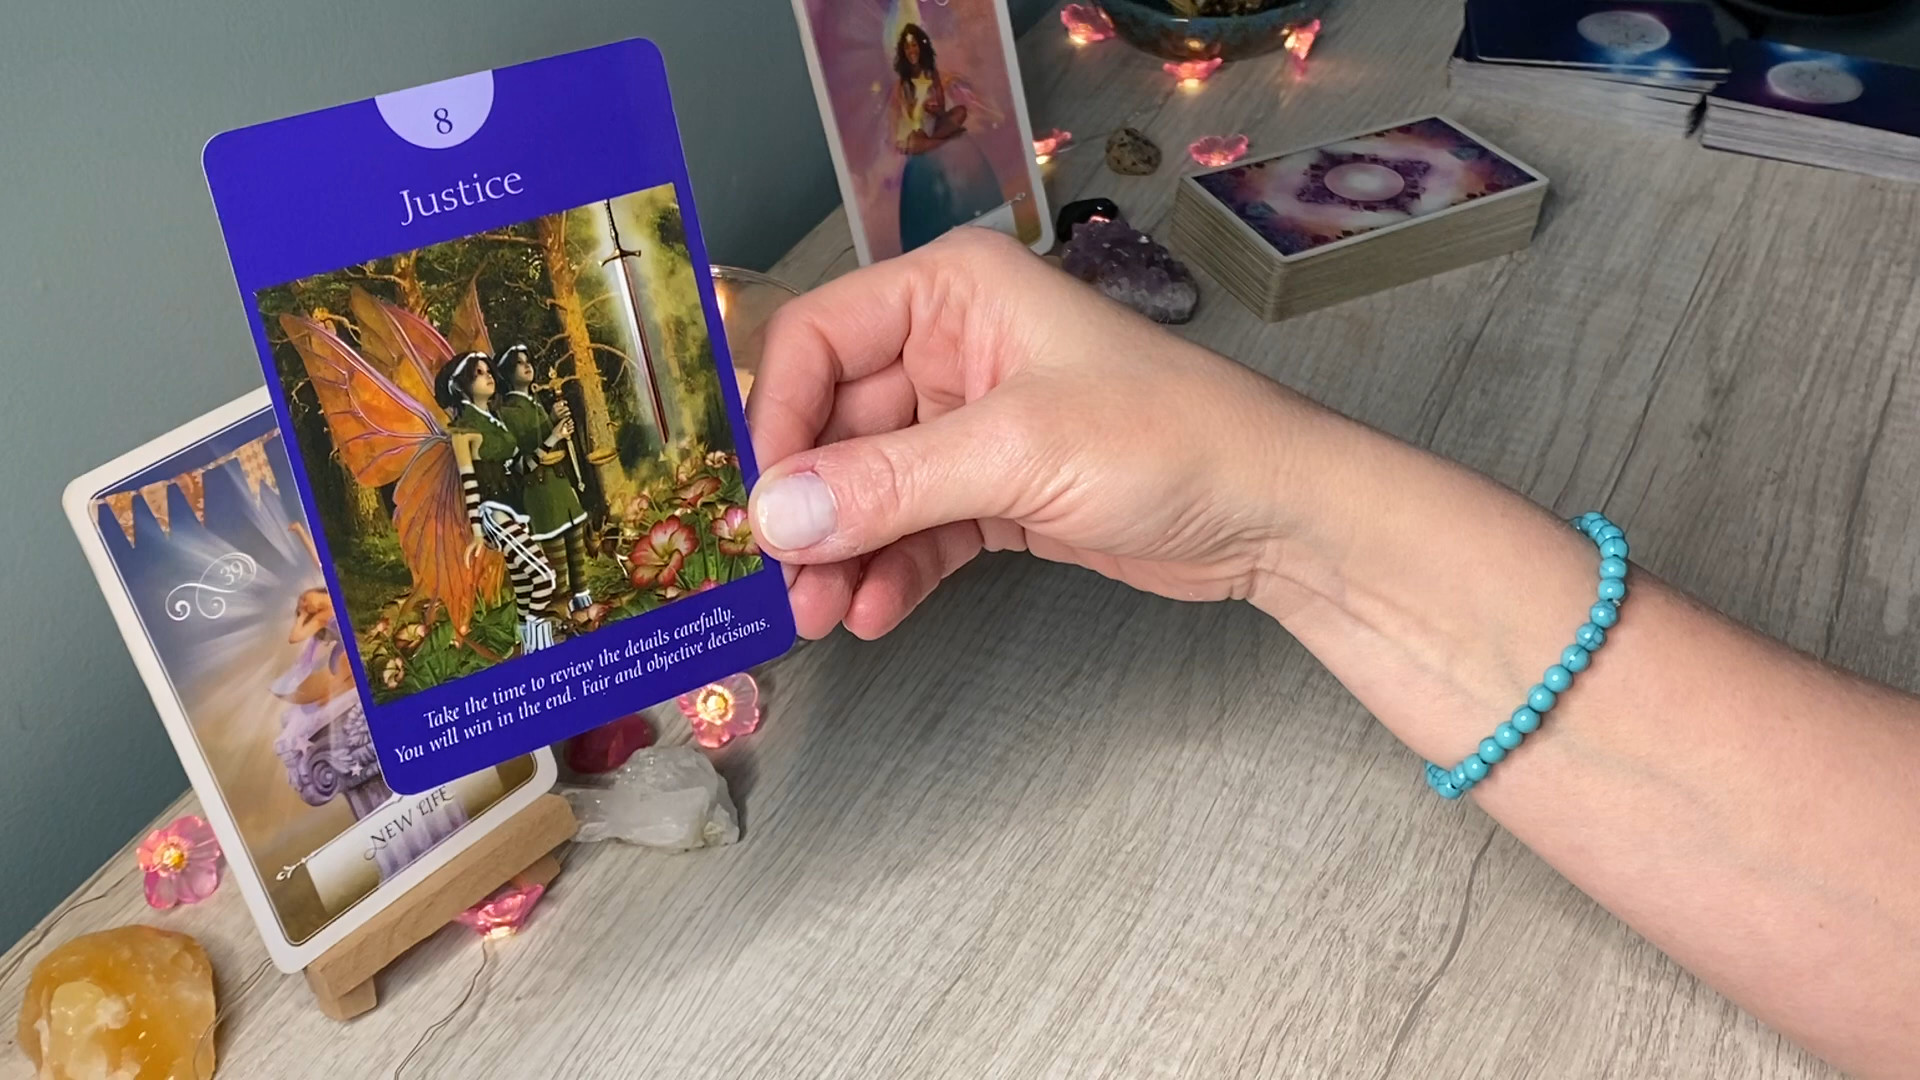 8
Justice
Take the time to review the details carefully.
You will win in the end. Fair and objective decisions.
39
NEW LIFE